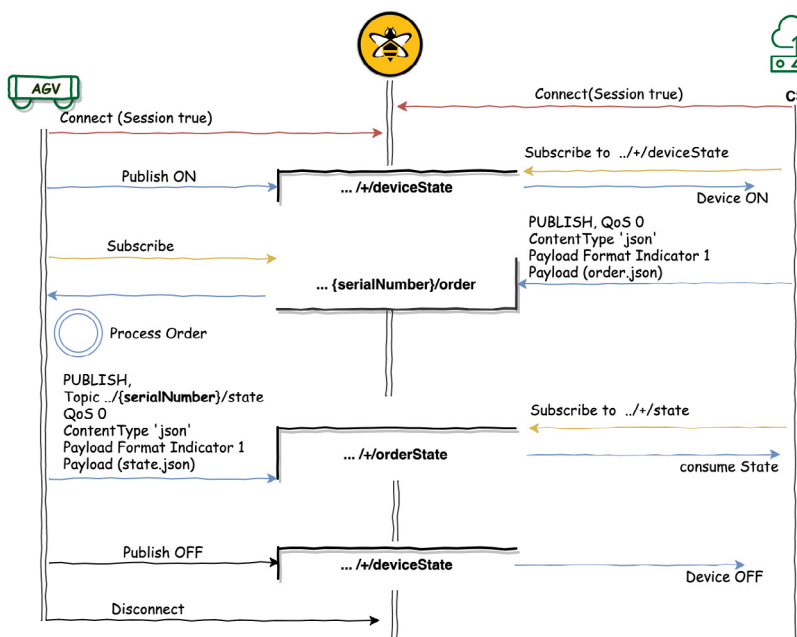 AGV
C
Connect (Session true)
Connect(Session true)
Publish ON
... /+/deviceState
Subscribe to ../+/deviceState
Device ON
Subscribe
PUBLISH, QoS 0
ContentType 'json'
Payload Format Indicator 1
Payload (order.json)
... {serialNumber}/order
Process Order
PUBLISH,
Topic ../{serialNumber}/state
QoS 0
ContentType 'json'
Payload Format Indicator 1
Payload (state.json)
... /+/orderState
Subscribe to ../+/state
consume State
Publish OFF
... /+/deviceState
Device OFF
Disconnect